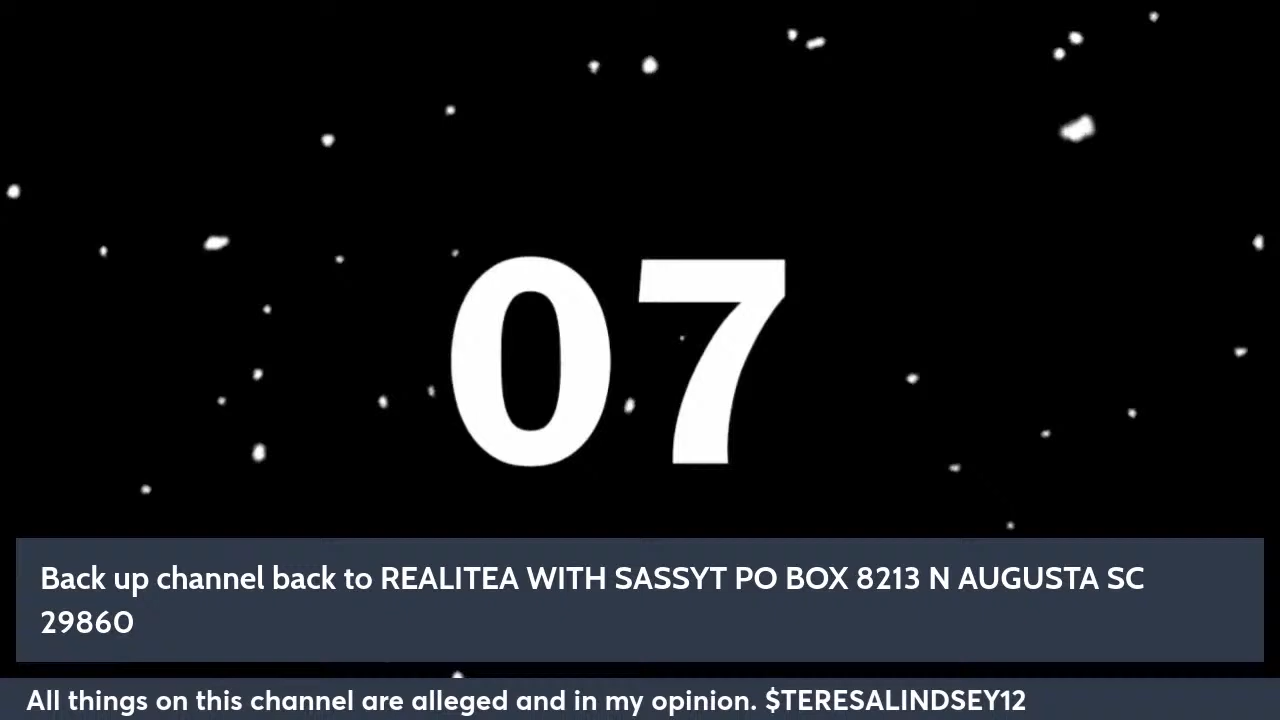 07
Back up channel back to REALITEA WITH SASSYT PO BOX 8213 N AUGUSTA SC
29860
All things on this channel are alleged and in my opinion. $TERESALINDSEY12